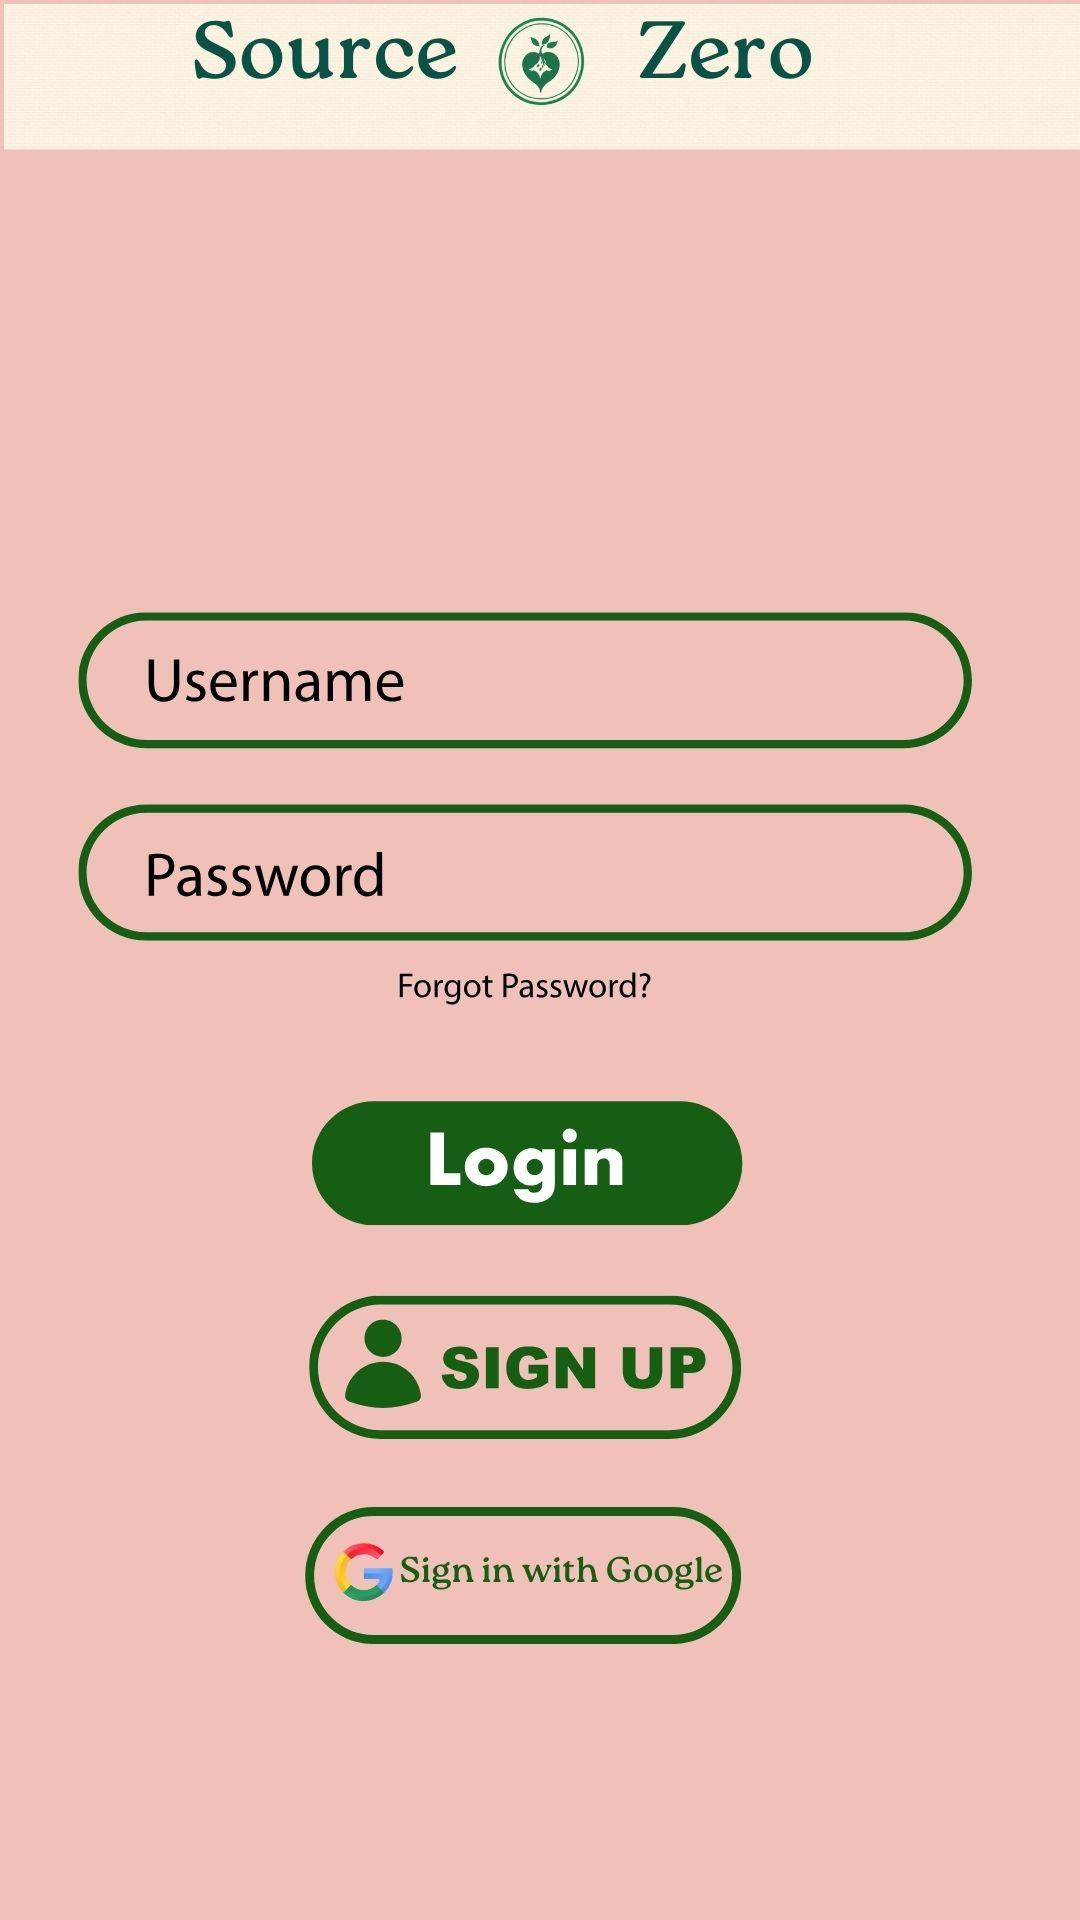 Source Zero
Username
Password
Forgot Password?
Login
SIGN UP
Sign in with Google